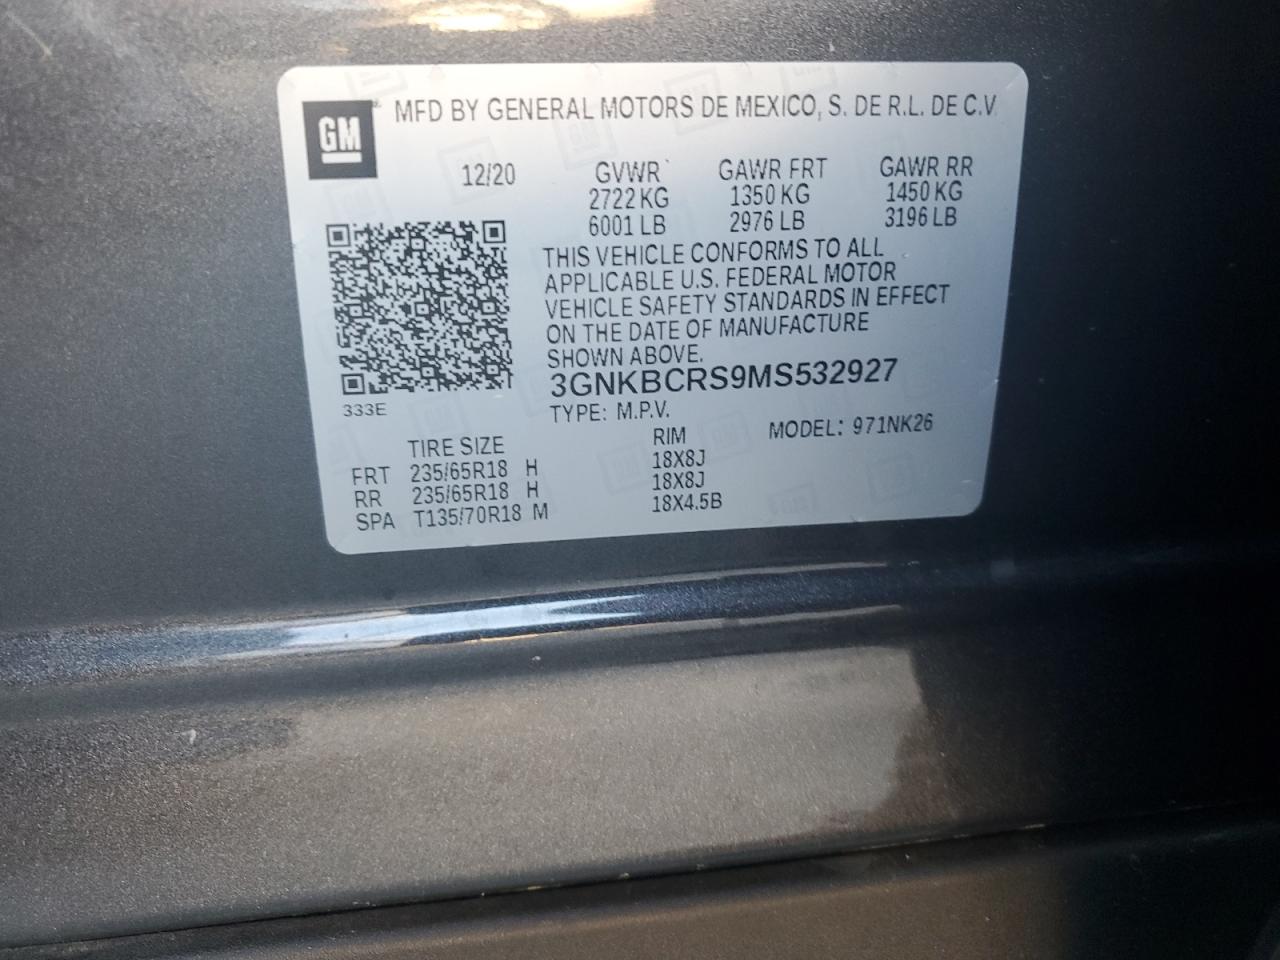 GM
MFD BY GENERAL MOTORS DE MEXICO, S. DE R.L. DE C.V.
12/20 GVWR GAWR FRT GAWR RR
2722 KG 1350 KG 1450 KG
6001 LB 2976 LB 3196 LB
THIS VEHICLE CONFORMS TO ALL
APPLICABLE U.S. FEDERAL MOTOR
VEHICLE SAFETY STANDARDS IN EFFECT
ON THE DATE OF MANUFACTURE
SHOWN ABOVE.
3GNKBCRS9MS532927
333E
TYPE: M.P.V.
MODEL: 971NK26
TIRE SIZE RIM
FRT 235/65R18 H 18X8J
RR 235/65R18 H 18X8J
SPA T135/70R18 M 18X4.5B